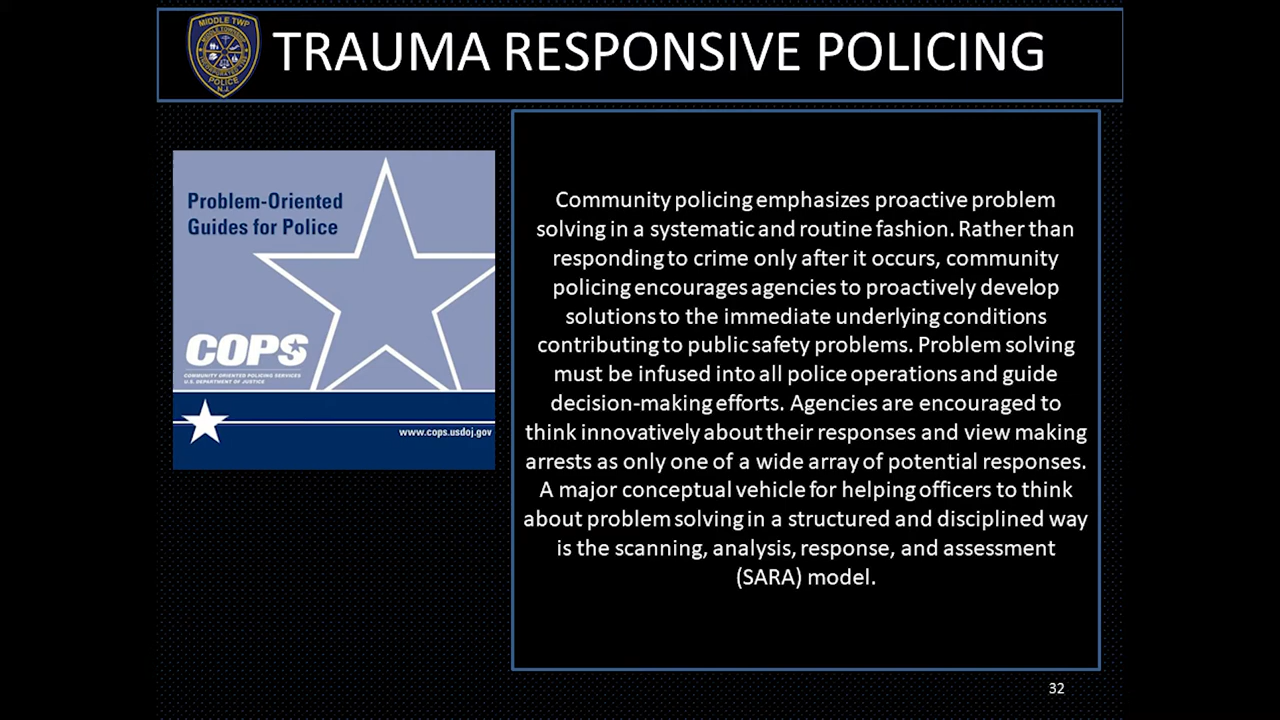 MIDDLE TWP
POLICE
N.J.
TRAUMA RESPONSIVE POLICING
Problem-Oriented
Guides for Police
COPS
COMMUNITY ORIENTED POLICING SERVICES
U.S. DEPARTMENT OF JUSTICE
www.cops.usdoj.gov
Community policing emphasizes proactive problem
solving in a systematic and routine fashion. Rather than
responding to crime only after it occurs, community
policing encourages agencies to proactively develop
solutions to the immediate underlying conditions
contributing to public safety problems. Problem solving
must be infused into all police operations and guide
decision-making efforts. Agencies are encouraged to
think innovatively about their responses and view making
arrests as only one of a wide array of potential responses.
A major conceptual vehicle for helping officers to think
about problem solving in a structured and disciplined way
is the scanning, analysis, response, and assessment
(SARA) model.
32